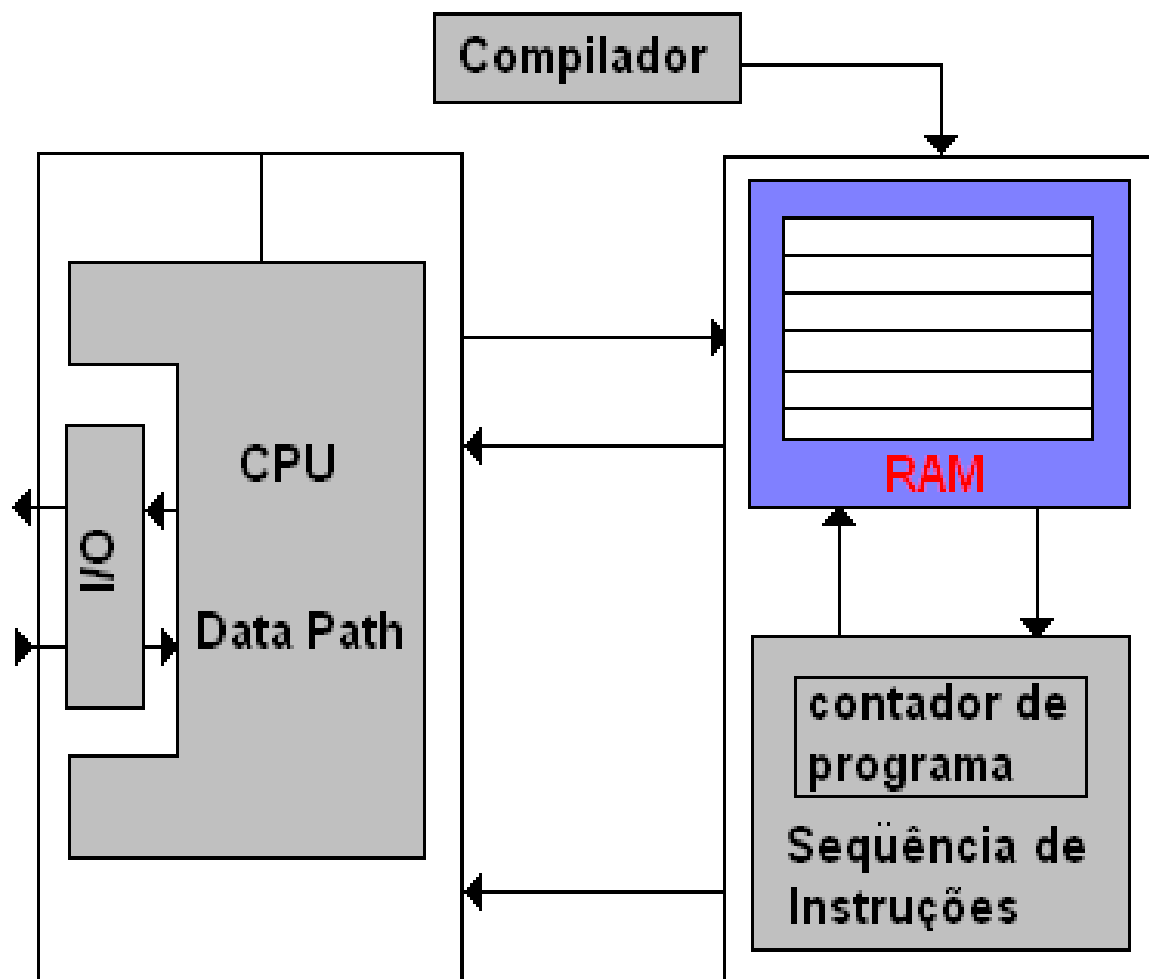 Compilador
CPU
I/O
Data Path
RAM
contador de
programa
Seqüência de
Instruções